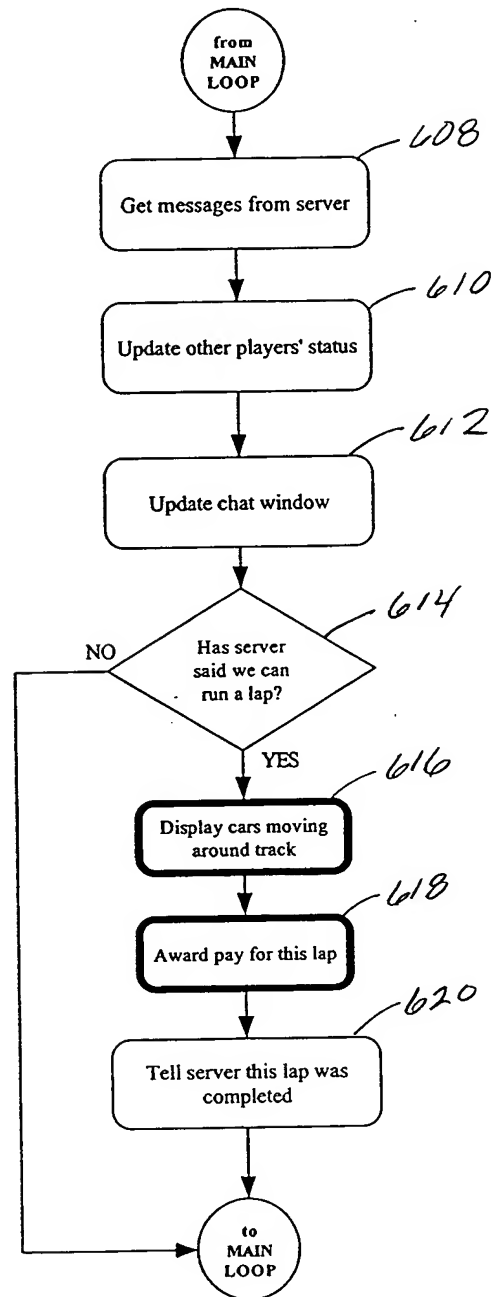 from
MAIN
LOOP
608
Get messages from server
610
Update other players' status
612
Update chat window
614
Has server
said we can
run a lap?
NO
YES
616
Display cars moving
around track
618
Award pay for this lap
620
Tell server this lap was
completed
to
MAIN
LOOP